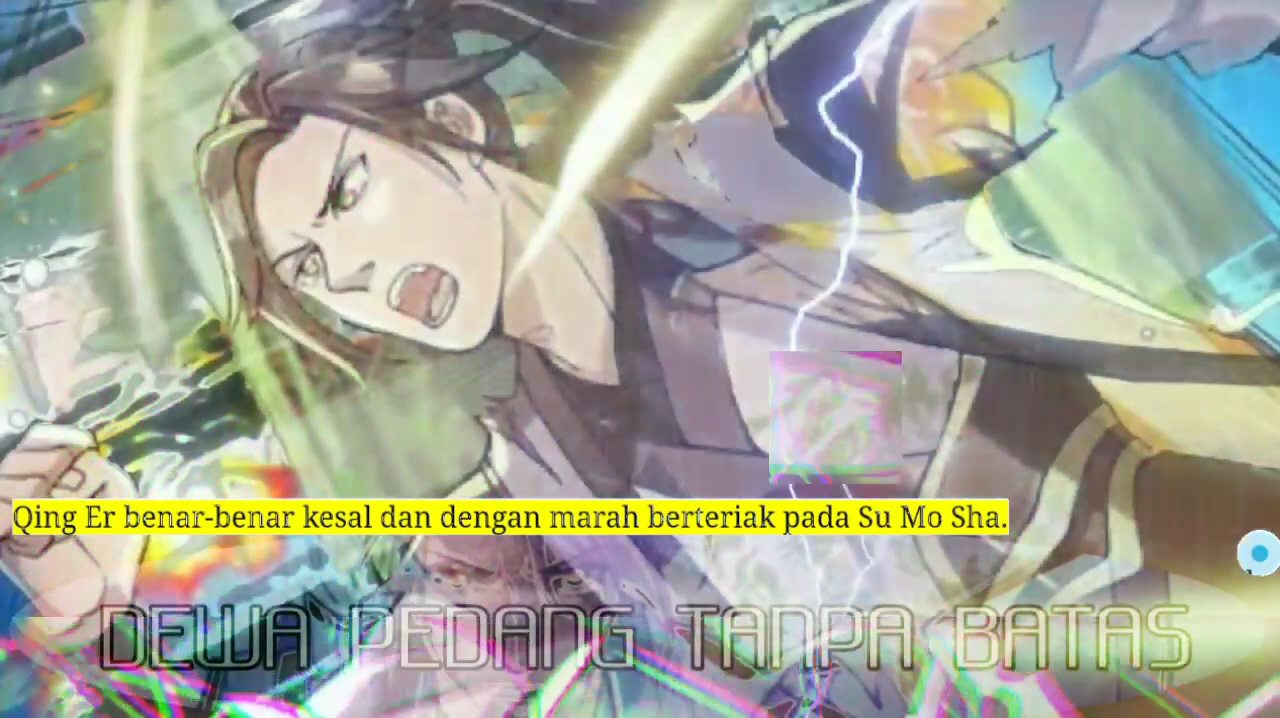 Qing Er benar-benar kesal dan dengan marah berteriak pada Su Mo Sha.
DEWA PEDANG TANPA BATAS